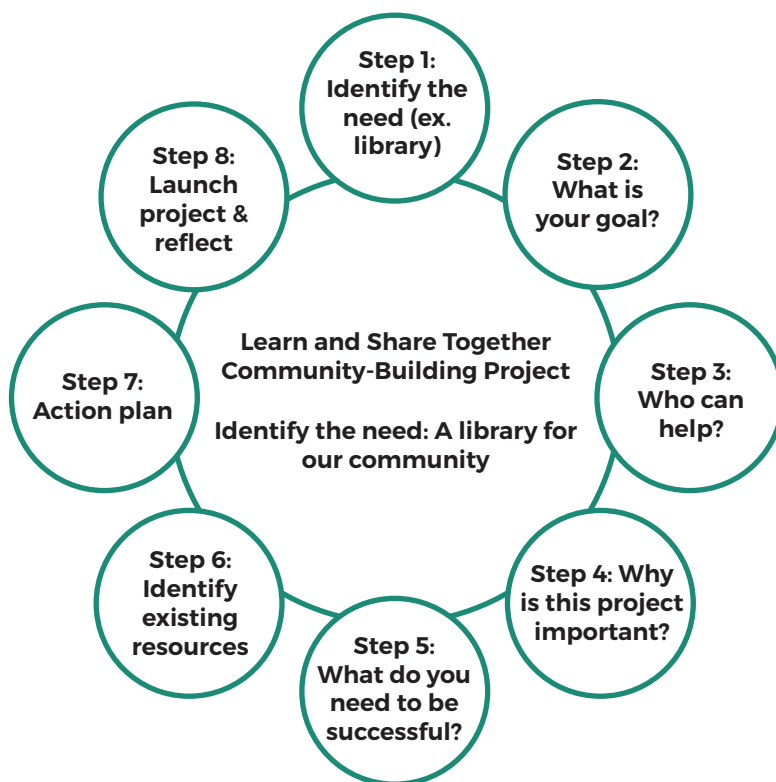 Step 1:
Identify the
need (ex.
library)
Step 2:
What is
your goal?
Step 3:
Who can
help?
Step 4: Why
is this project
important?
Step 5:
What do you
need to be
successful?
Step 6:
Identify
existing
resources
Step 7:
Action plan
Step 8:
Launch
project &
reflect
Learn and Share Together
Community-Building Project
Identify the need: A library for
our community